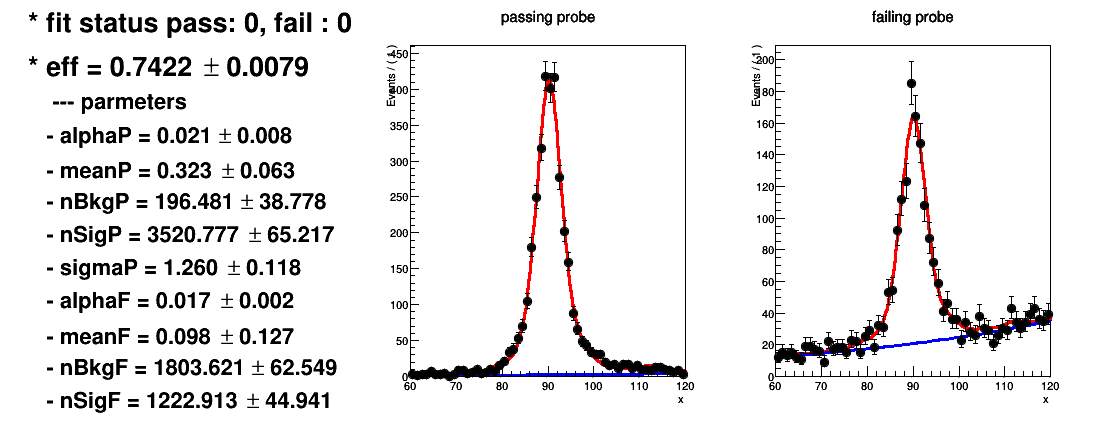 * fit status pass: 0, fail : 0
* eff = 0.7422 ± 0.0079
--- parmeters
- alphaP = 0.021 ± 0.008
- meanP = 0.323 ± 0.063
- nBkgP = 196.481 ± 38.778
- nSigP = 3520.777 ± 65.217
- sigmaP = 1.260 ± 0.118
- alphaF = 0.017 ± 0.002
- meanF = 0.098 ± 0.127
- nBkgF = 1803.621 ± 62.549
- nSigF = 1222.913 ± 44.941
passing probe
Events / ( 1 )
450
400
350
300
250
200
150
100
50
0
60 70 80 90 100 110 120
x
failing probe
Events / ( 1 )
200
180
160
140
120
100
80
60
40
20
0
60 70 80 90 100 110 120
x